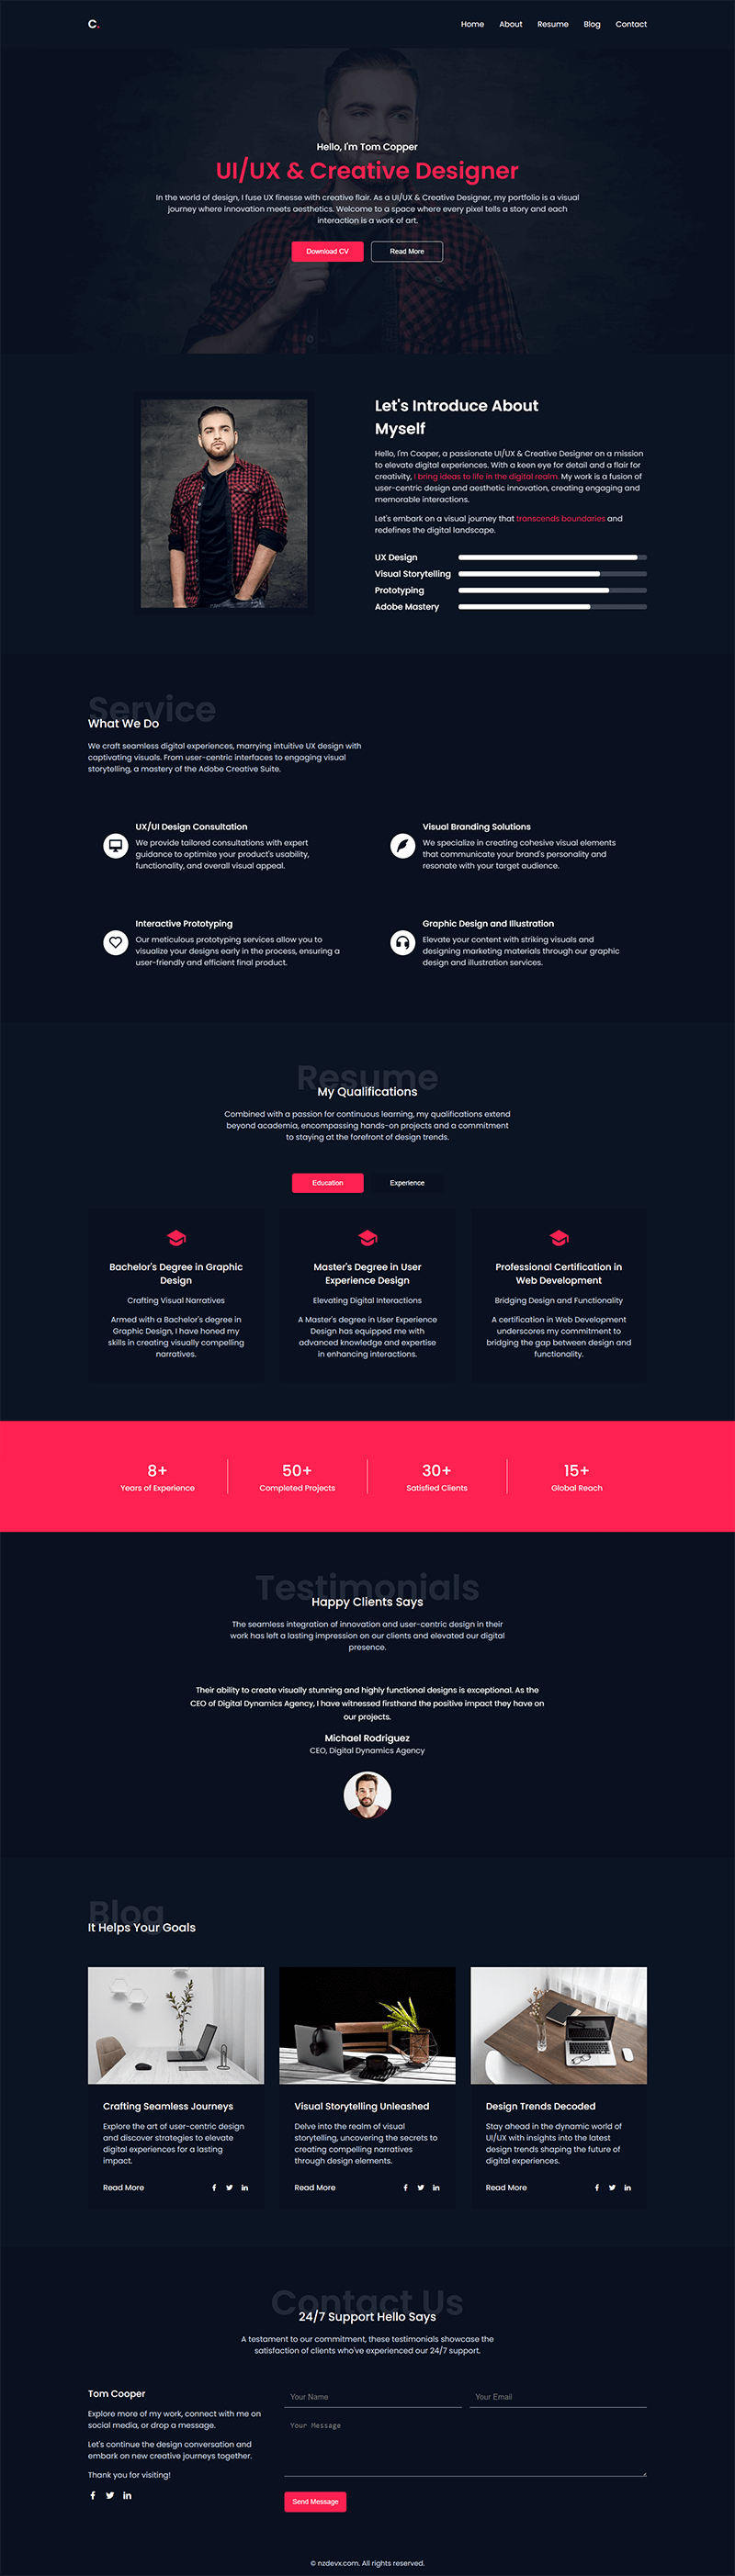 C.
Home About Resume Blog Contact
Hello, I'm Tom Copper
UI/UX & Creative Designer
In the world of design, I fuse UX finesse with creative flair. As a UI/UX & Creative Designer, my portfolio is a visual
journey where innovation meets aesthetics. Welcome to a space where every pixel tells a story and each
interaction is a work of art.
Download CV Read More
Let's Introduce About
Myself
Hello, I'm Cooper, a passionate UI/UX & Creative Designer on a mission
to elevate digital experiences. With a keen eye for detail and a flair for
creativity, I bring ideas to life in the digital realm. My work is a fusion of
user-centric design and aesthetic innovation, creating engaging and
memorable interactions.
Let's embark on a visual journey that transcends boundaries and
redefines the digital landscape.
UX Design
Visual Storytelling
Prototyping
Adobe Mastery
Service
What We Do
We craft seamless digital experiences, marrying intuitive UX design with
captivating visuals. From user-centric interfaces to engaging visual
storytelling, a mastery of the Adobe Creative Suite.
UX/UI Design Consultation
We provide tailored consultations with expert
guidance to optimize your product's usability,
functionality, and overall visual appeal.
Visual Branding Solutions
We specialize in creating cohesive visual elements
that communicate your brand's personality and
resonate with your target audience.
Interactive Prototyping
Our meticulous prototyping services allow you to
visualize your designs early in the process, ensuring a
user-friendly and efficient final product.
Graphic Design and Illustration
Elevate your content with striking visuals and
designing marketing materials through our graphic
design and illustration services.
Resume
My Qualifications
Combined with a passion for continuous learning, my qualifications extend
beyond academia, encompassing hands-on projects and a commitment
to staying at the forefront of design trends.
Education Experience
Bachelor's Degree in Graphic
Design
Crafting Visual Narratives
Armed with a Bachelor's degree in
Graphic Design, I have honed my
skills in creating visually compelling
narratives.
Master's Degree in User
Experience Design
Elevating Digital Interactions
A Master's degree in User Experience
Design has equipped me with
advanced knowledge and expertise
in enhancing interactions.
Professional Certification in
Web Development
Bridging Design and Functionality
A certification in Web Development
underscores my commitment to
bridging the gap between design and
functionality.
8+
Years of Experience
50+
Completed Projects
30+
Satisfied Clients
15+
Global Reach
Testimonials
Happy Clients Says
The seamless integration of innovation and user-centric design in their
work has left a lasting impression on our clients and elevated our digital
presence.
Their ability to create visually stunning and highly functional designs is exceptional. As the
CEO of Digital Dynamics Agency, I have witnessed firsthand the positive impact they have on
our projects.
Michael Rodriguez
CEO, Digital Dynamics Agency
Blog
It Helps Your Goals
Crafting Seamless Journeys
Explore the art of user-centric design
and discover strategies to elevate
digital experiences for a lasting
impact.
Read More
Visual Storytelling Unleashed
Delve into the realm of visual
storytelling, uncovering the secrets to
creating compelling narratives
through design elements.
Read More
Design Trends Decoded
Stay ahead in the dynamic world of
UI/UX with insights into the latest
design trends shaping the future of
digital experiences.
Read More
Contact Us
24/7 Support Hello Says
A testament to our commitment, these testimonials showcase the
satisfaction of clients who've experienced our 24/7 support.
Tom Cooper
Explore more of my work, connect with me on
social media, or drop a message.
Let's continue the design conversation and
embark on new creative journeys together.
Thank you for visiting!
Your Name Your Email
Your Message
Send Message
© nzdevx.com. All rights reserved.